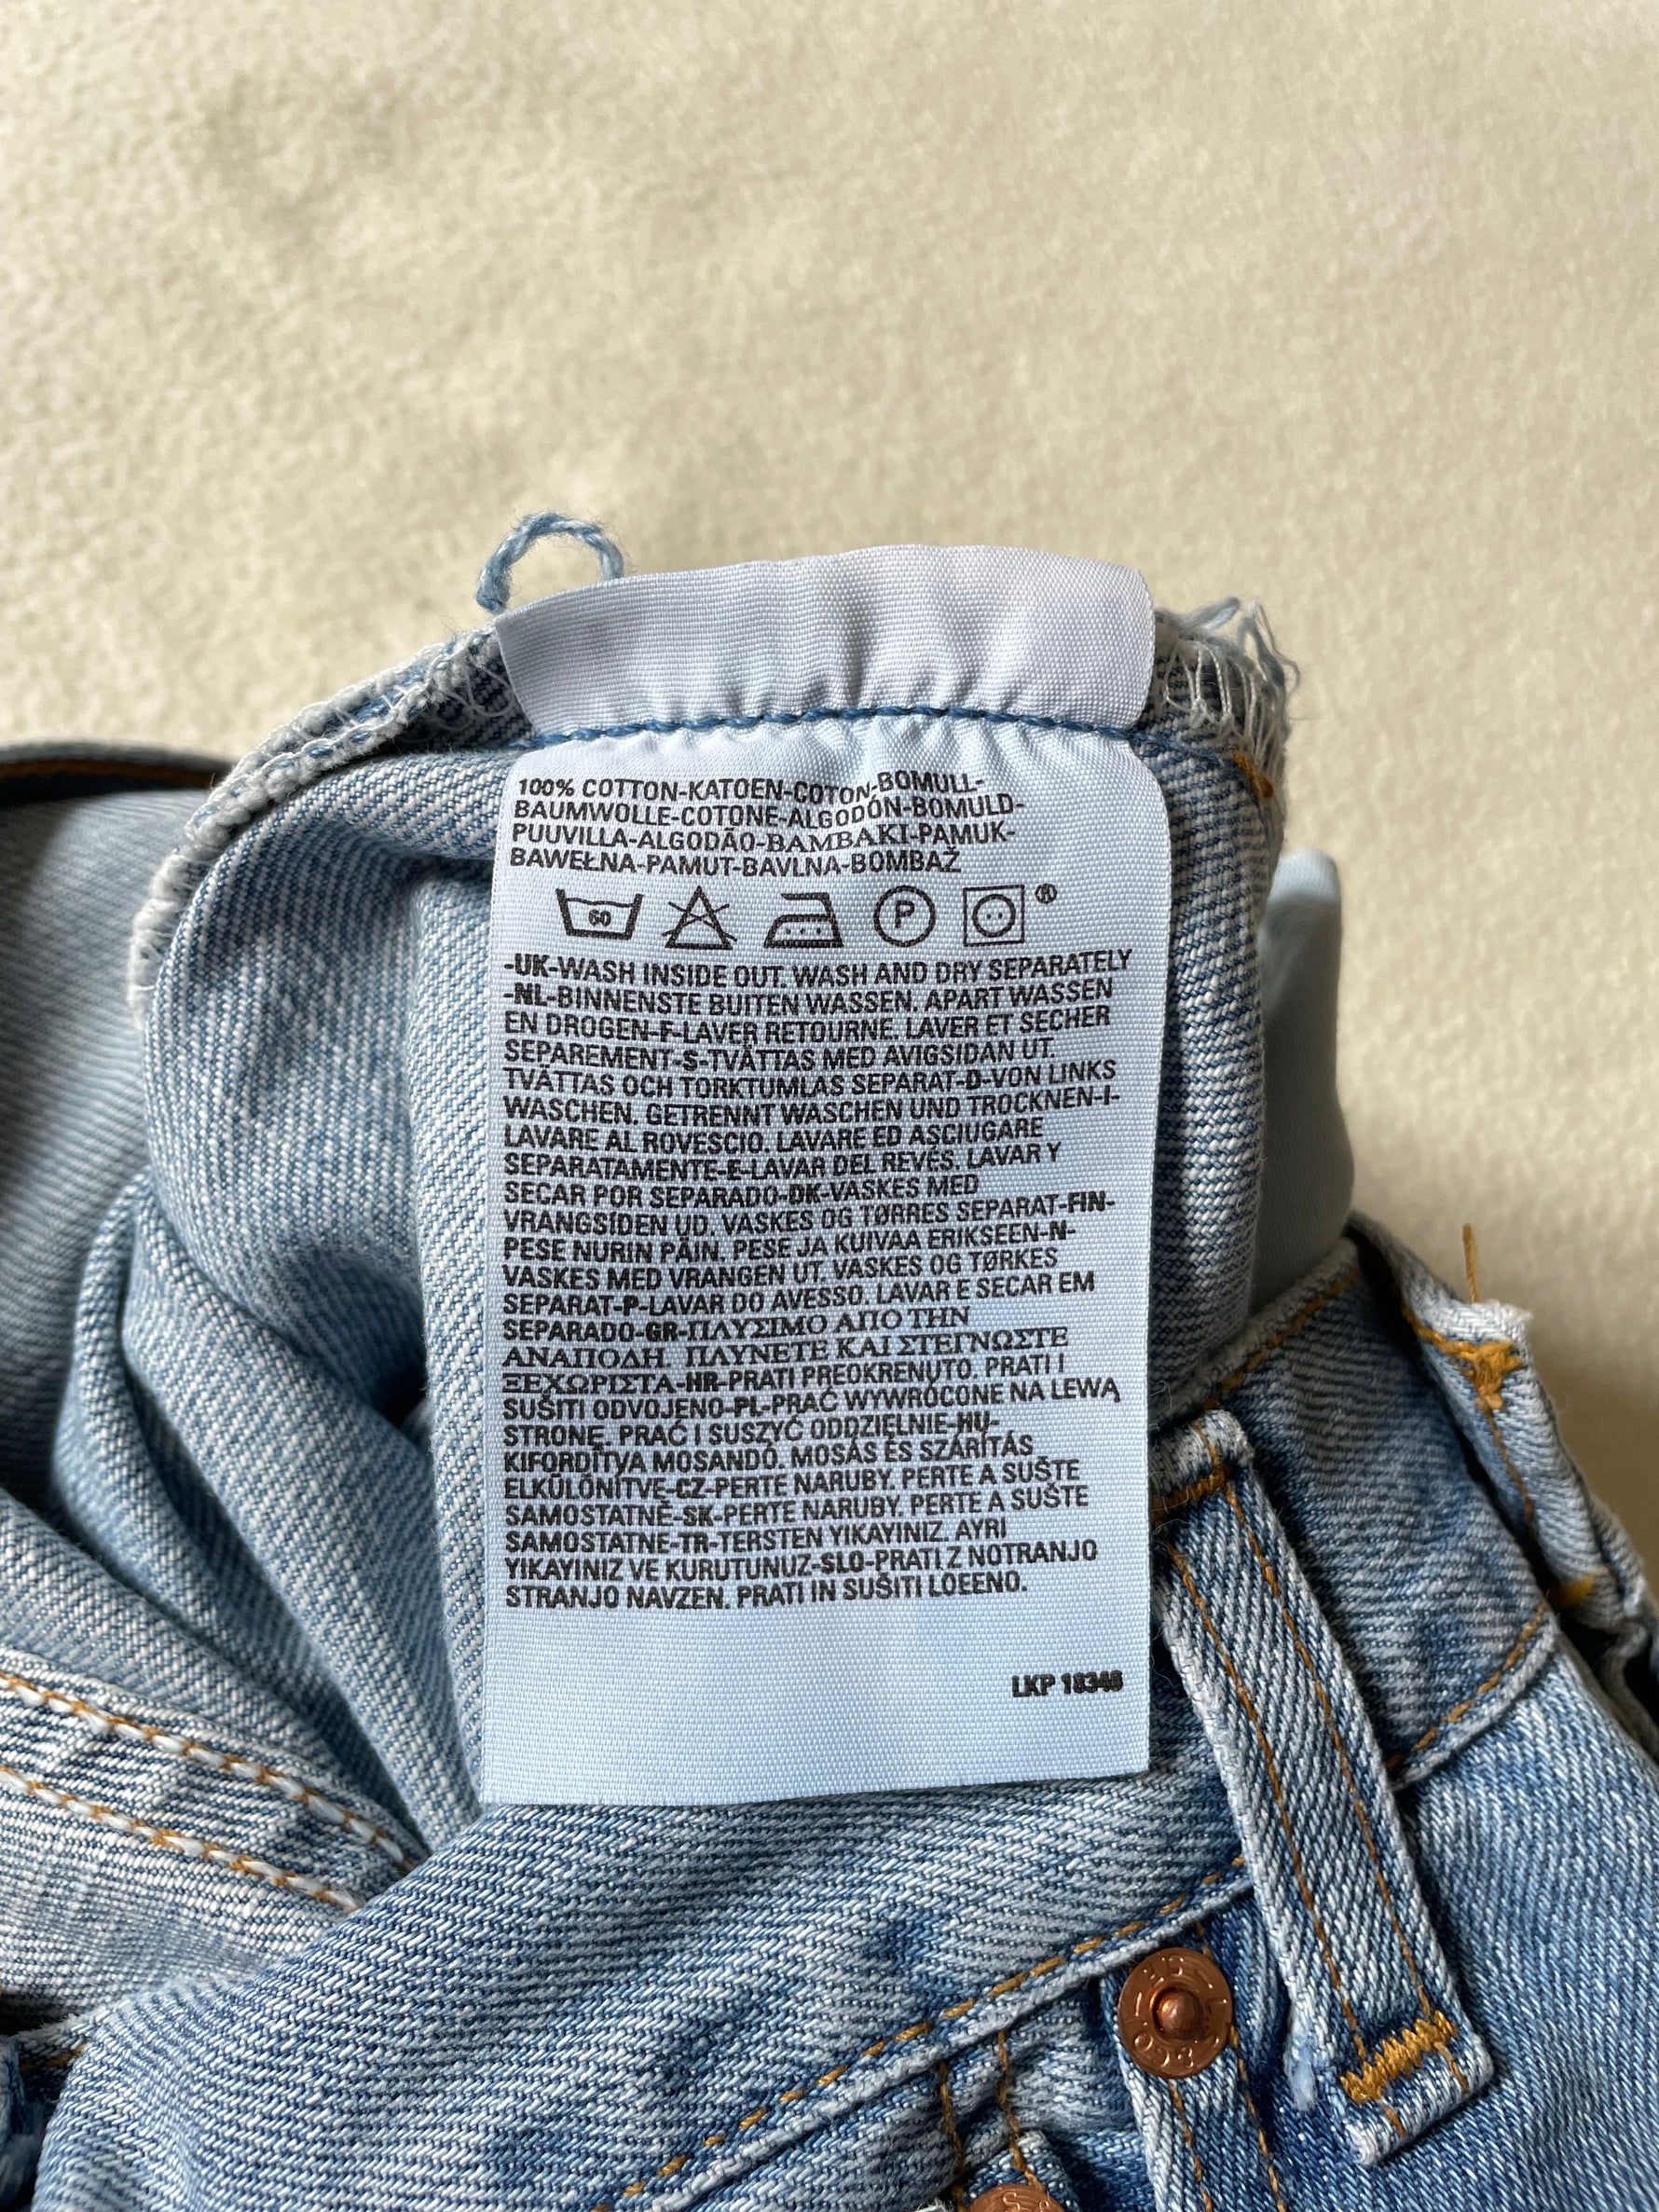 100% COTTON-KATOEN-COTON-BOMULL-
BAUMWOLLE-COTONE-ALGODÓN-BOMULD-
PUUVILLA-ALGODÃO-BAMBAKI-PAMUK-
BAWEŁNA-PAMUT-BAVLNA-BOMBAŽ
60 P ®
-UK-WASH INSIDE OUT. WASH AND DRY SEPARATELY
-NL-BINNENSTE BUITEN WASSEN. APART WASSEN
EN DROGEN-F-LAVER RETOURNE. LAVER ET SECHER
SEPAREMENT-S-TVÄTTAS MED AVIGSIDAN UT.
TVÄTTAS OCH TORKTUMLAS SEPARAT-D-VON LINKS
WASCHEN. GETRENNT WASCHEN UND TROCKNEN-I-
LAVARE AL ROVESCIO. LAVARE ED ASCIUGARE
SEPARATAMENTE-E-LAVAR DEL REVÉS. LAVAR Y
SECAR POR SEPARADO-DK-VASKES MED
VRANGSIDEN UD. VASKES OG TØRRES SEPARAT-FIN-
PESE NURIN PÄIN. PESE JA KUIVAA ERIKSEEN-N-
VASKES MED VRANGEN UT. VASKES OG TØRKES
SEPARAT-P-LAVAR DO AVESSO. LAVAR E SECAR EM
SEPARADO-GR-ΠΛΥΣΙΜΟ ΑΠΟ ΤΗΝ
ΑΝΑΠΟΔΗ. ΠΛΥΝΕΤΕ ΚΑΙ ΣΤΕΓΝΩΣΤΕ
ΞΕΧΩΡΙΣΤΑ-HR-PRATI PREOKRENUTO. PRATI I
SUŠITI ODVOJENO-PL-PRAĆ WYWRÓCONE NA LEWĄ
STRONĘ. PRAĆ I SUSZYĆ ODDZIĘLNIE-HU-
KIFORDÍTVA MOSANDÓ. MOSÁS ÉS SZÁRÍTÁS
ELKÜLÖNÍTVE-CZ-PERTE NARUBY. PERTE A SUŠTE
SAMOSTATNĚ-SK-PERTE NARUBY. PERTE A SUŠTE
SAMOSTATNE-TR-TERSTEN YIKAYINIZ. AYRI
YIKAYINIZ VE KURUTUNUZ-SLO-PRATI Z NOTRANJO
STRANJO NAVZEN. PRATI IN SUŠITI LOEENO.
LKP 18346